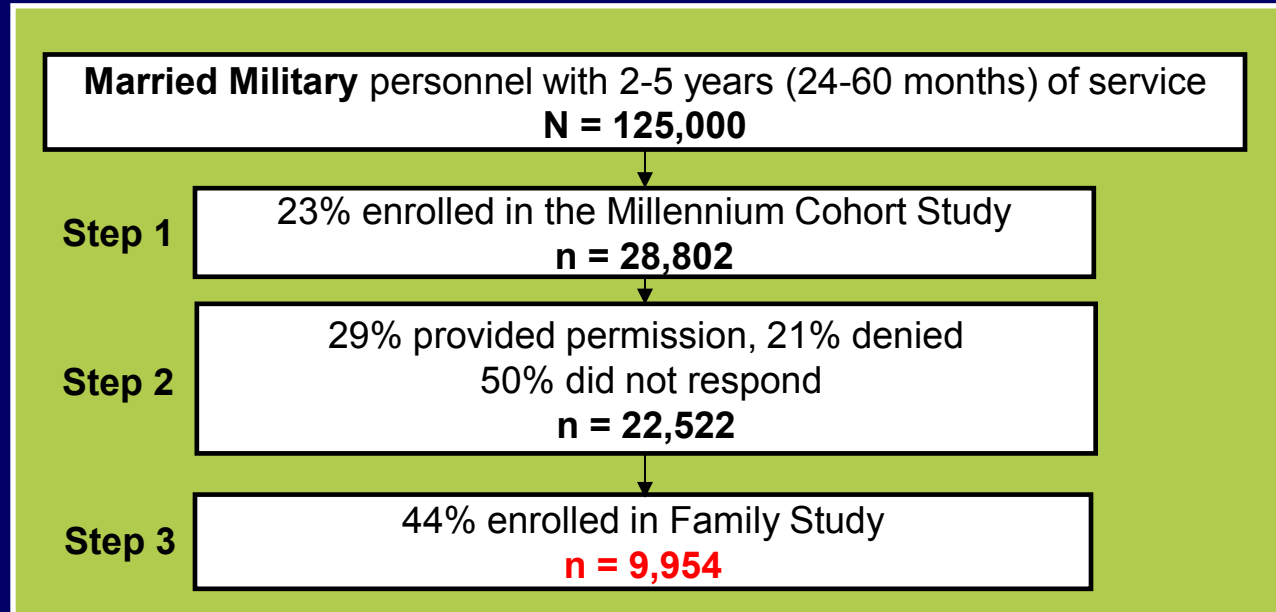 Married Military personnel with 2-5 years (24-60 months) of service
N = 125,000
Step 1
23% enrolled in the Millennium Cohort Study
n = 28,802
Step 2
29% provided permission, 21% denied
50% did not respond
n = 22,522
Step 3
44% enrolled in Family Study
n = 9,954